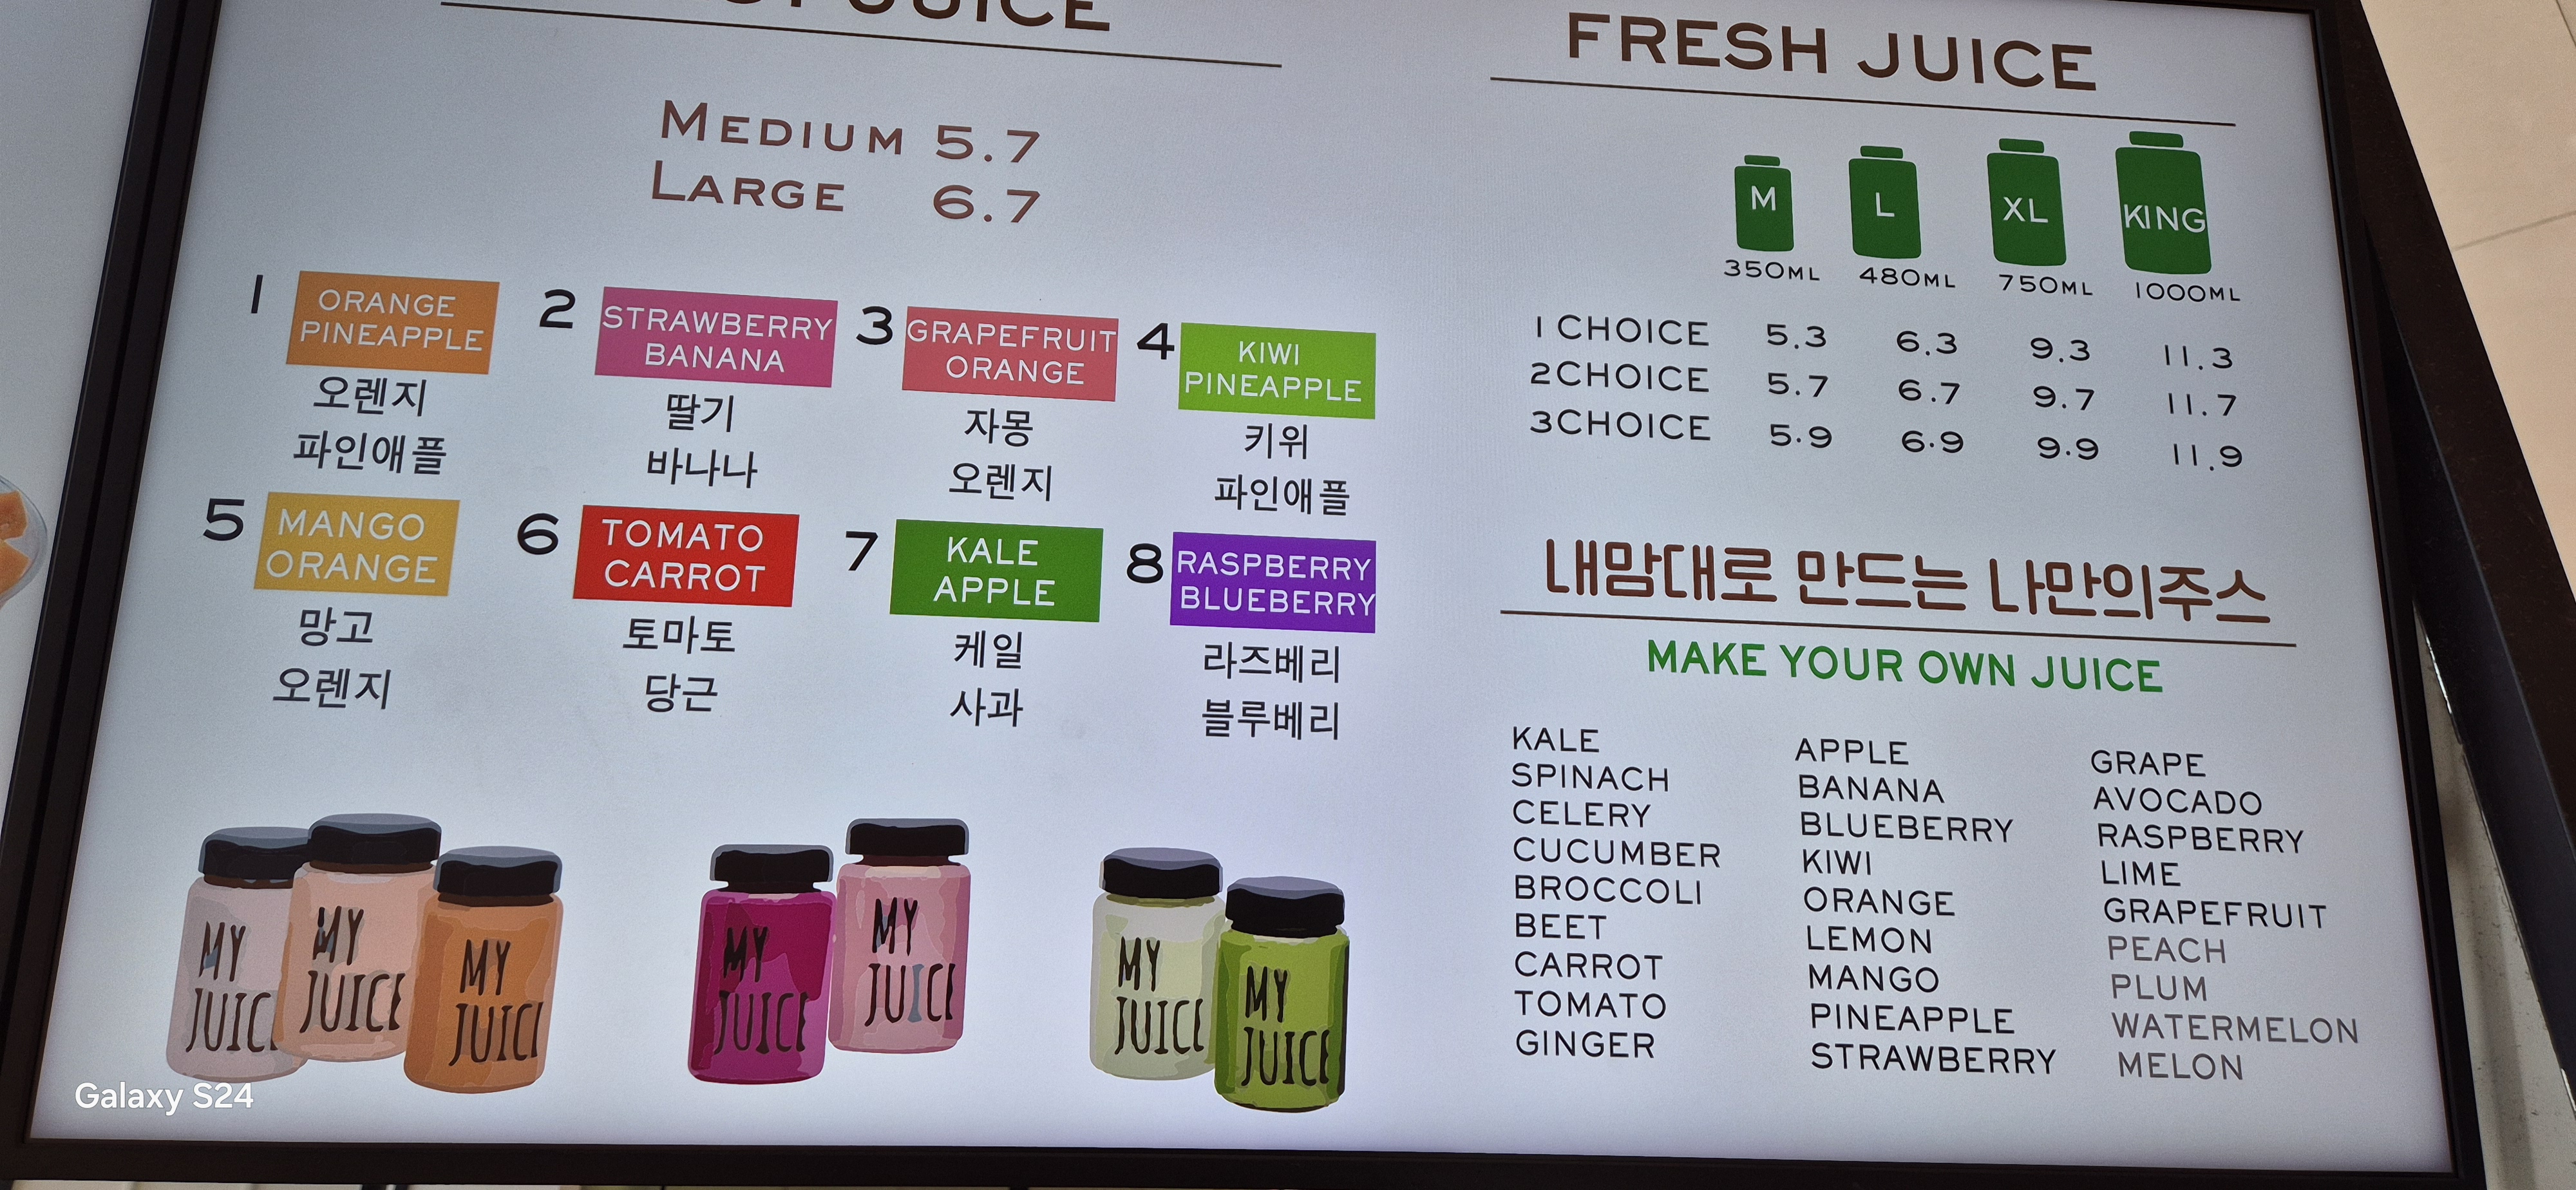 JUICE
MEDIUM 5.7
LARGE 6.7
1 ORANGE
PINEAPPLE
오렌지
파인애플
2 STRAWBERRY
BANANA
딸기
바나나
3 GRAPEFRUIT
ORANGE
자몽
오렌지
4 KIWI
PINEAPPLE
키위
파인애플
5 MANGO
ORANGE
망고
오렌지
6 TOMATO
CARROT
토마토
당근
7 KALE
APPLE
케일
사과
8 RASPBERRY
BLUEBERRY
라즈베리
블루베리
MY
JUIC
MY
JUICE
MY
JUICE
MY
JUICE
MY
JUICE
MY
JUICE
MY
JUICE
Galaxy S24
FRESH JUICE
M L XL KING
350ML 480ML 750ML 1000ML
1 CHOICE 5.3 6.3 9.3 11.3
2CHOICE 5.7 6.7 9.7 11.7
3CHOICE 5.9 6.9 9.9 11.9
내맘대로 만드는 나만의주스
MAKE YOUR OWN JUICE
KALE
SPINACH
CELERY
CUCUMBER
BROCCOLI
BEET
CARROT
TOMATO
GINGER
APPLE
BANANA
BLUEBERRY
KIWI
ORANGE
LEMON
MANGO
PINEAPPLE
STRAWBERRY
GRAPE
AVOCADO
RASPBERRY
LIME
GRAPEFRUIT
PEACH
PLUM
WATERMELON
MELON